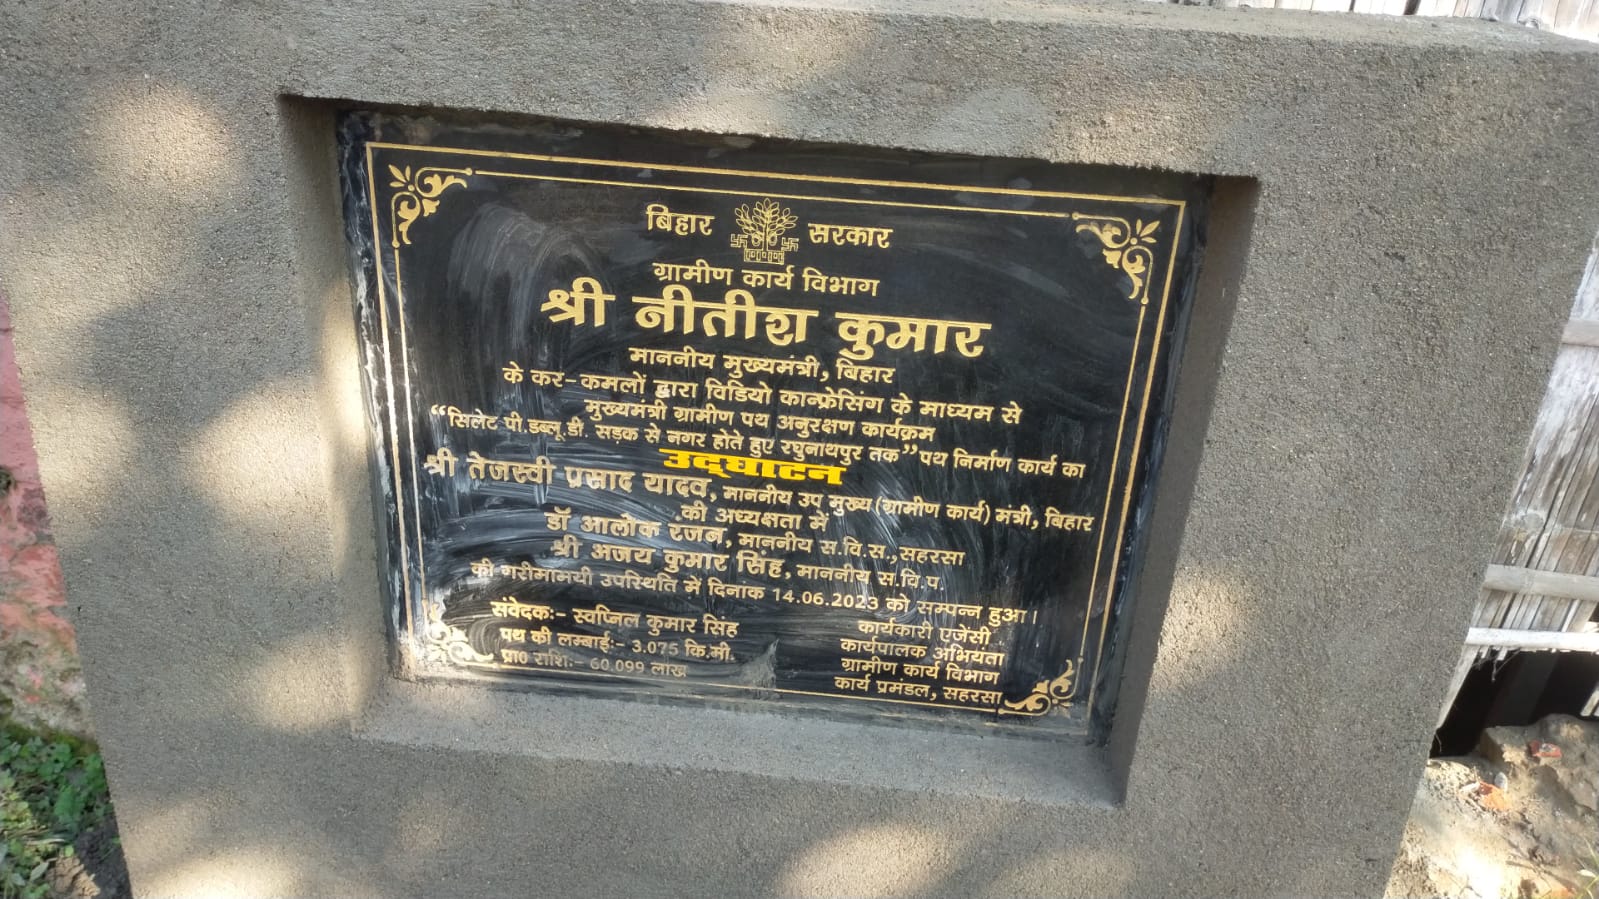 बिहार सरकार
ग्रामीण कार्य विभाग
श्री नीतीश कुमार
माननीय मुख्यमंत्री, बिहार
के कर-कमलों द्वारा विडियो कान्फ्रेसिंग के माध्यम से
मुख्यमंत्री ग्रामीण पथ अनुरक्षण कार्यक्रम
“सिलेट पी.डब्लू.डी. सड़क से नगर होते हुए रघुनाथपुर तक” पथ निर्माण कार्य का
उद्घाटन
श्री तेजस्वी प्रसाद यादव, माननीय उप मुख्य (ग्रामीण कार्य) मंत्री, बिहार
की अध्यक्षता में
डॉ आलोक रंजन, माननीय स.वि.स., सहरसा
श्री अजय कुमार सिंह, माननीय स.वि.प.
की गरीमामयी उपस्थिति में दिनांक 14.06.2023 को सम्पन्न हुआ।
संवेदकः- स्वप्निल कुमार सिंह
पथ की लम्बाईः- 3.075 कि.मी.
प्रा0 राशिः- 60.099 लाख
कार्यकारी एजेंसी
कार्यपालक अभियंता
ग्रामीण कार्य विभाग
कार्य प्रमंडल, सहरसा